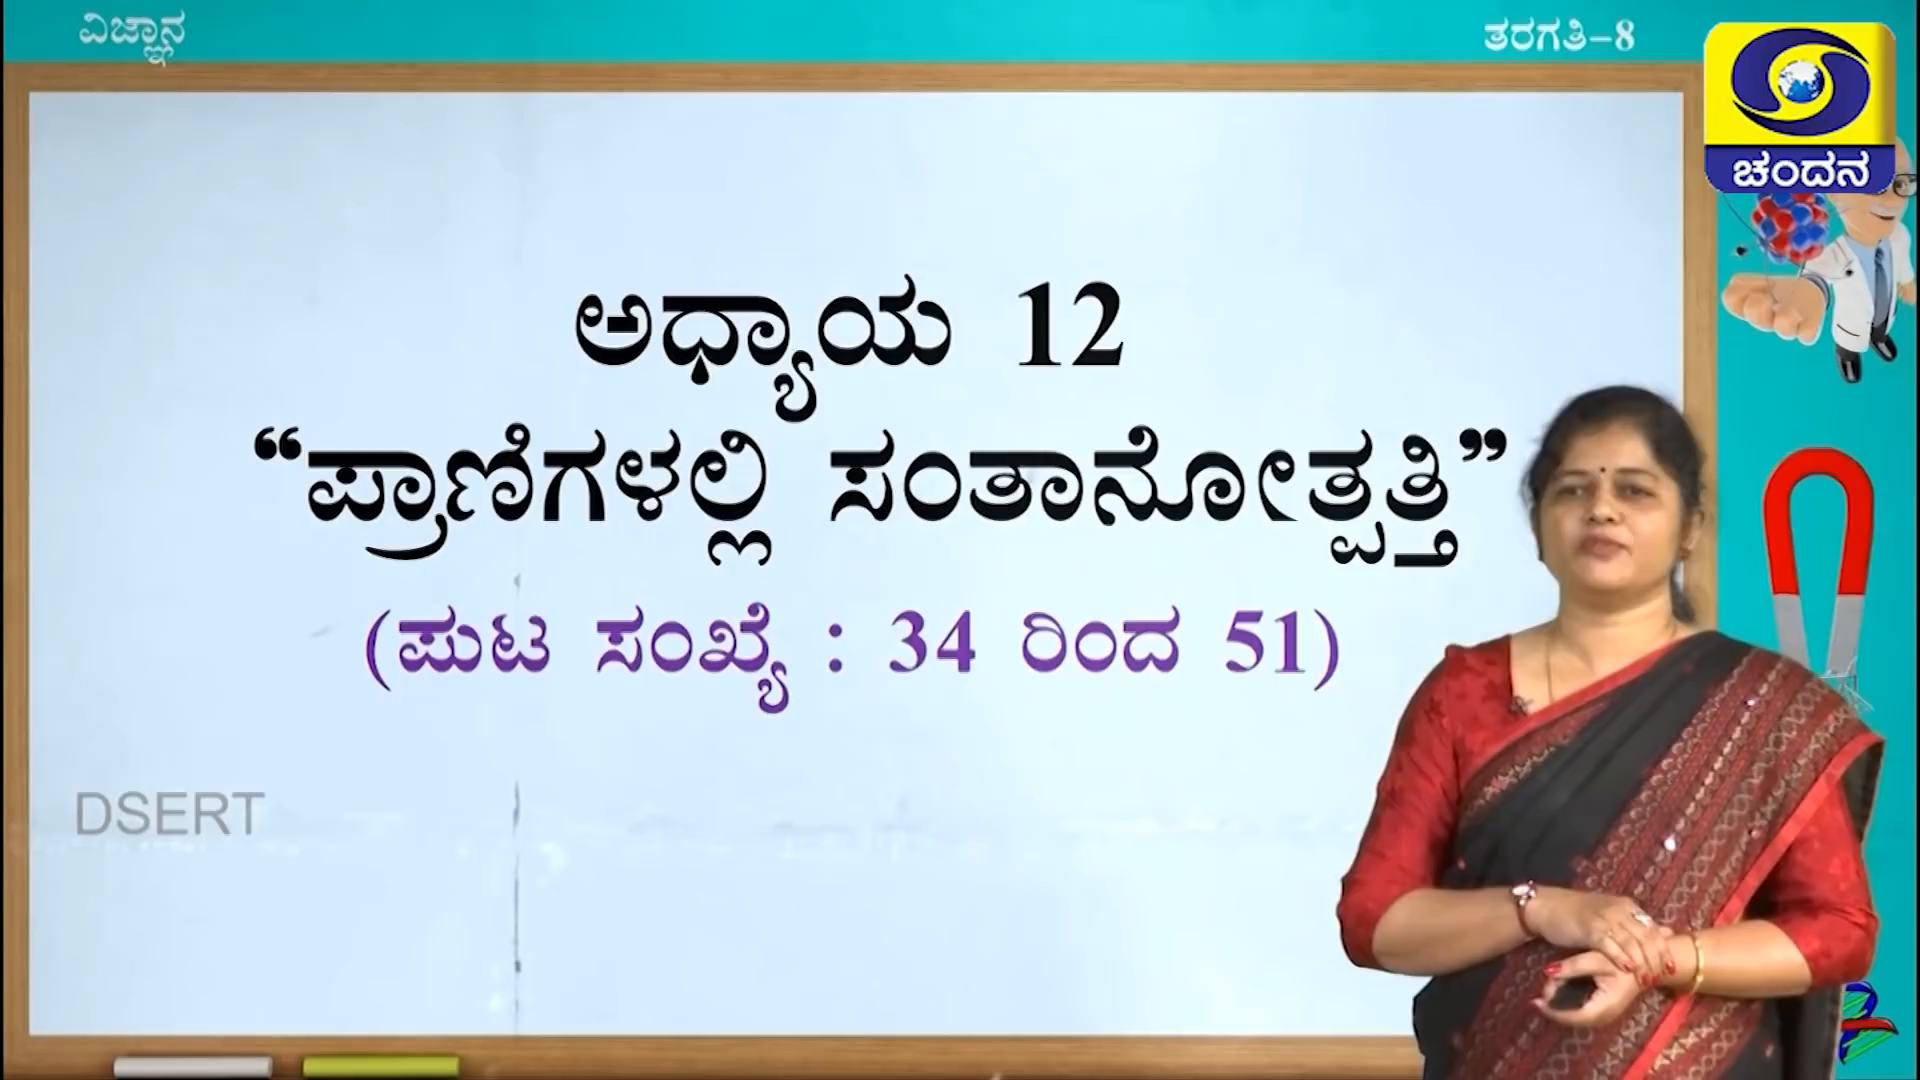 ವಿಜ್ಞಾನ
ತರಗತಿ-8
ಚಂದನ
ಅಧ್ಯಾಯ 12
“ಪ್ರಾಣಿಗಳಲ್ಲಿ ಸಂತಾನೋತ್ಪತ್ತಿ”
(ಪುಟ ಸಂಖ್ಯೆ : 34 ರಿಂದ 51)
DSERT